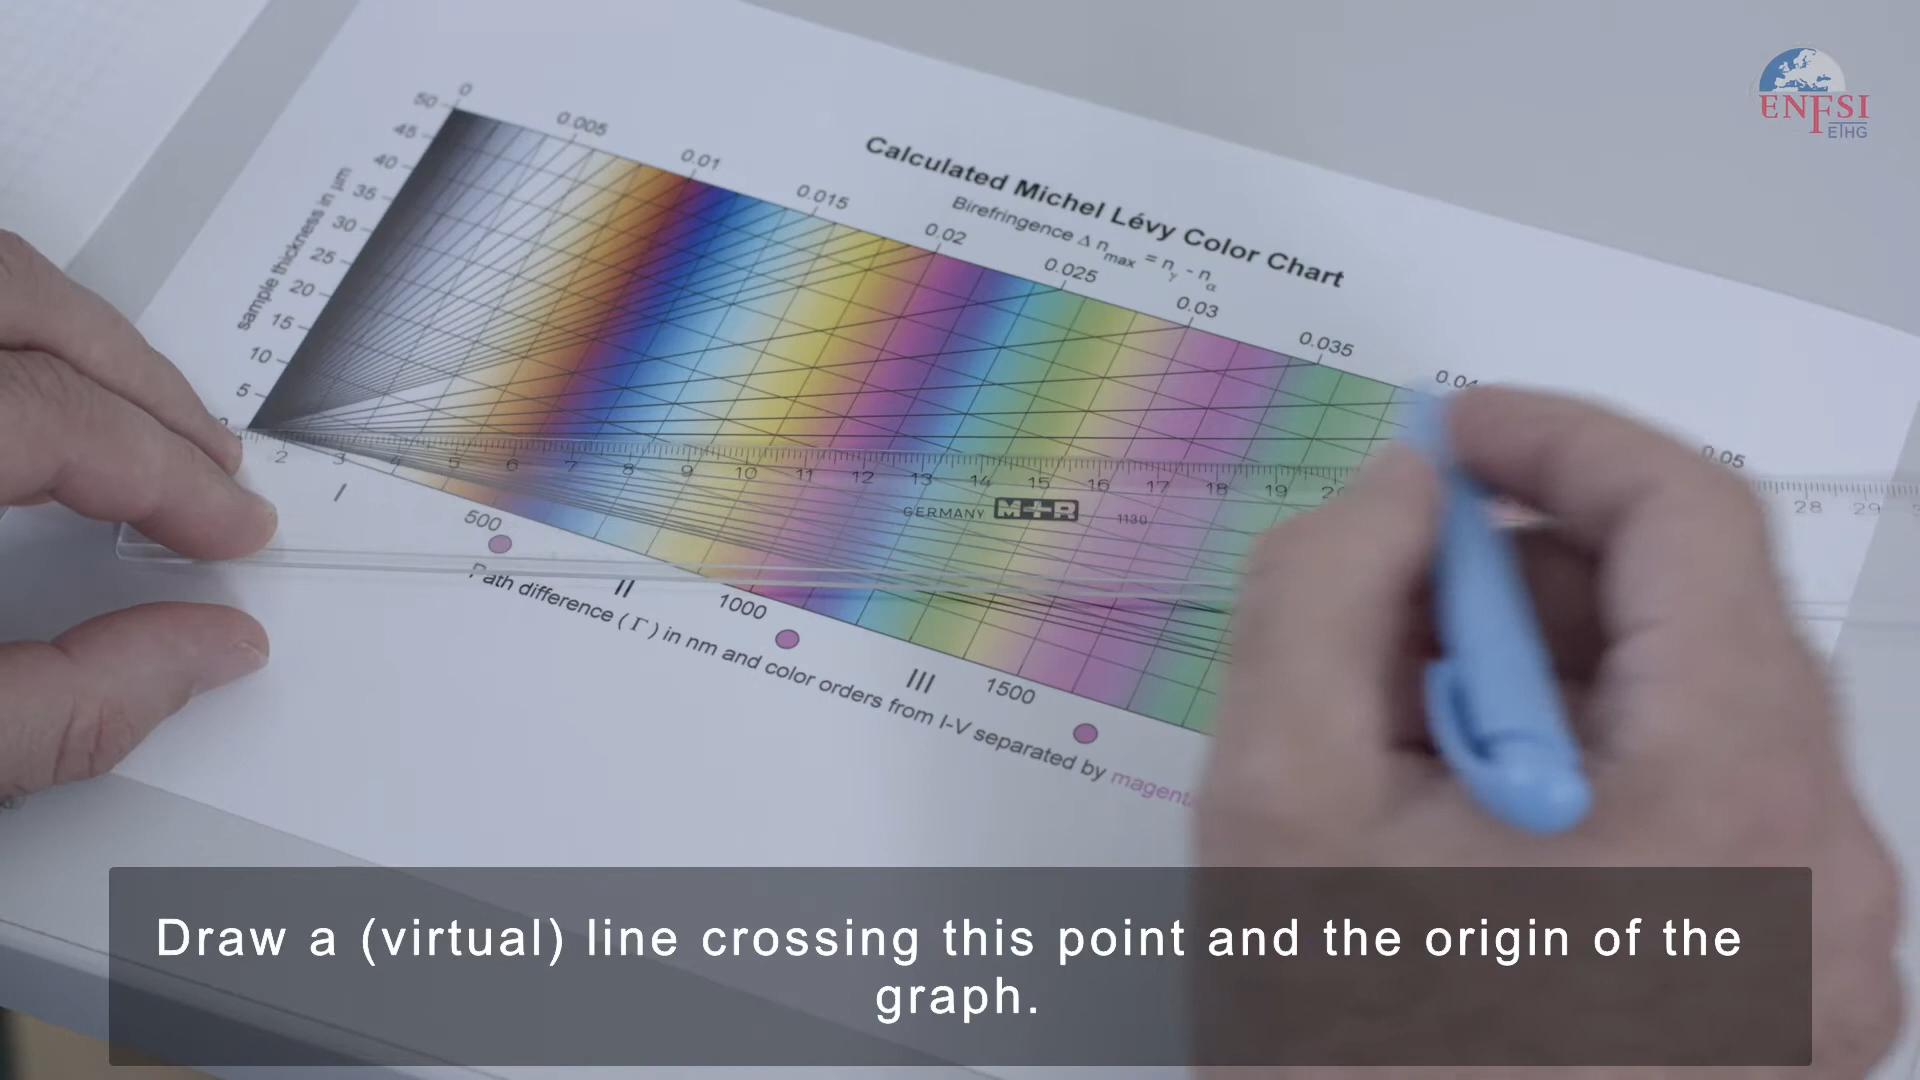 ENFSI
ETHG
Calculated Michel Lévy Color Chart
Birefringence Δ n max = n γ - n α
0
0.005
0.01
0.015
0.02
0.025
0.03
0.035
0.05
50
45
40
35
30
25
20
15
10
5
sample thickness in µm
2 3 4 5 6 7 8 9 10 11 12 13 14 15 16 17 18 19
28 29
GERMANY M+R 1130
I
II
III
500
1000
1500
Path difference (Γ) in nm and color orders from I-V separated by
Draw a (virtual) line crossing this point and the origin of the
graph.